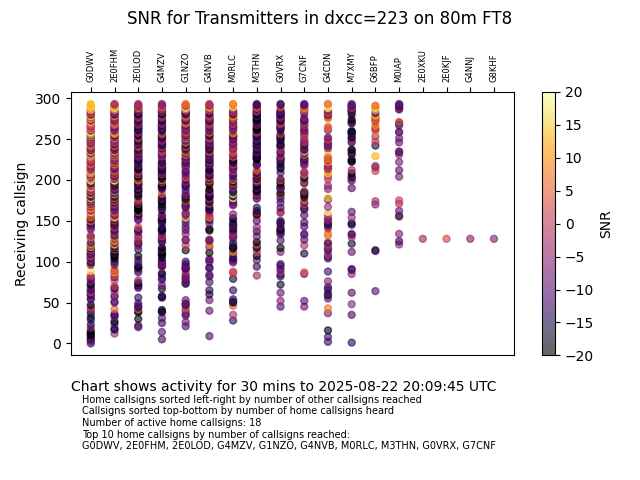 SNR for Transmitters in dxcc=223 on 80m FT8
G0DWV 2E0FHM 2E0LOD G4MZV G1NZO G4NVB M0RLC M3THN G0VRX G7CNF G4CDN M7XMY G6BFP M0IAP 2E0XKU 2E0KJF G4NNJ G8KHF
300
250
200
150
100
50
0
Receiving callsign
20
15
10
5
0
−5
−10
−15
−20
SNR
Chart shows activity for 30 mins to 2025-08-22 20:09:45 UTC
Home callsigns sorted left-right by number of other callsigns reached
Callsigns sorted top-bottom by number of home callsigns heard
Number of active home callsigns: 18
Top 10 home callsigns by number of callsigns reached:
G0DWV, 2E0FHM, 2E0LOD, G4MZV, G1NZO, G4NVB, M0RLC, M3THN, G0VRX, G7CNF